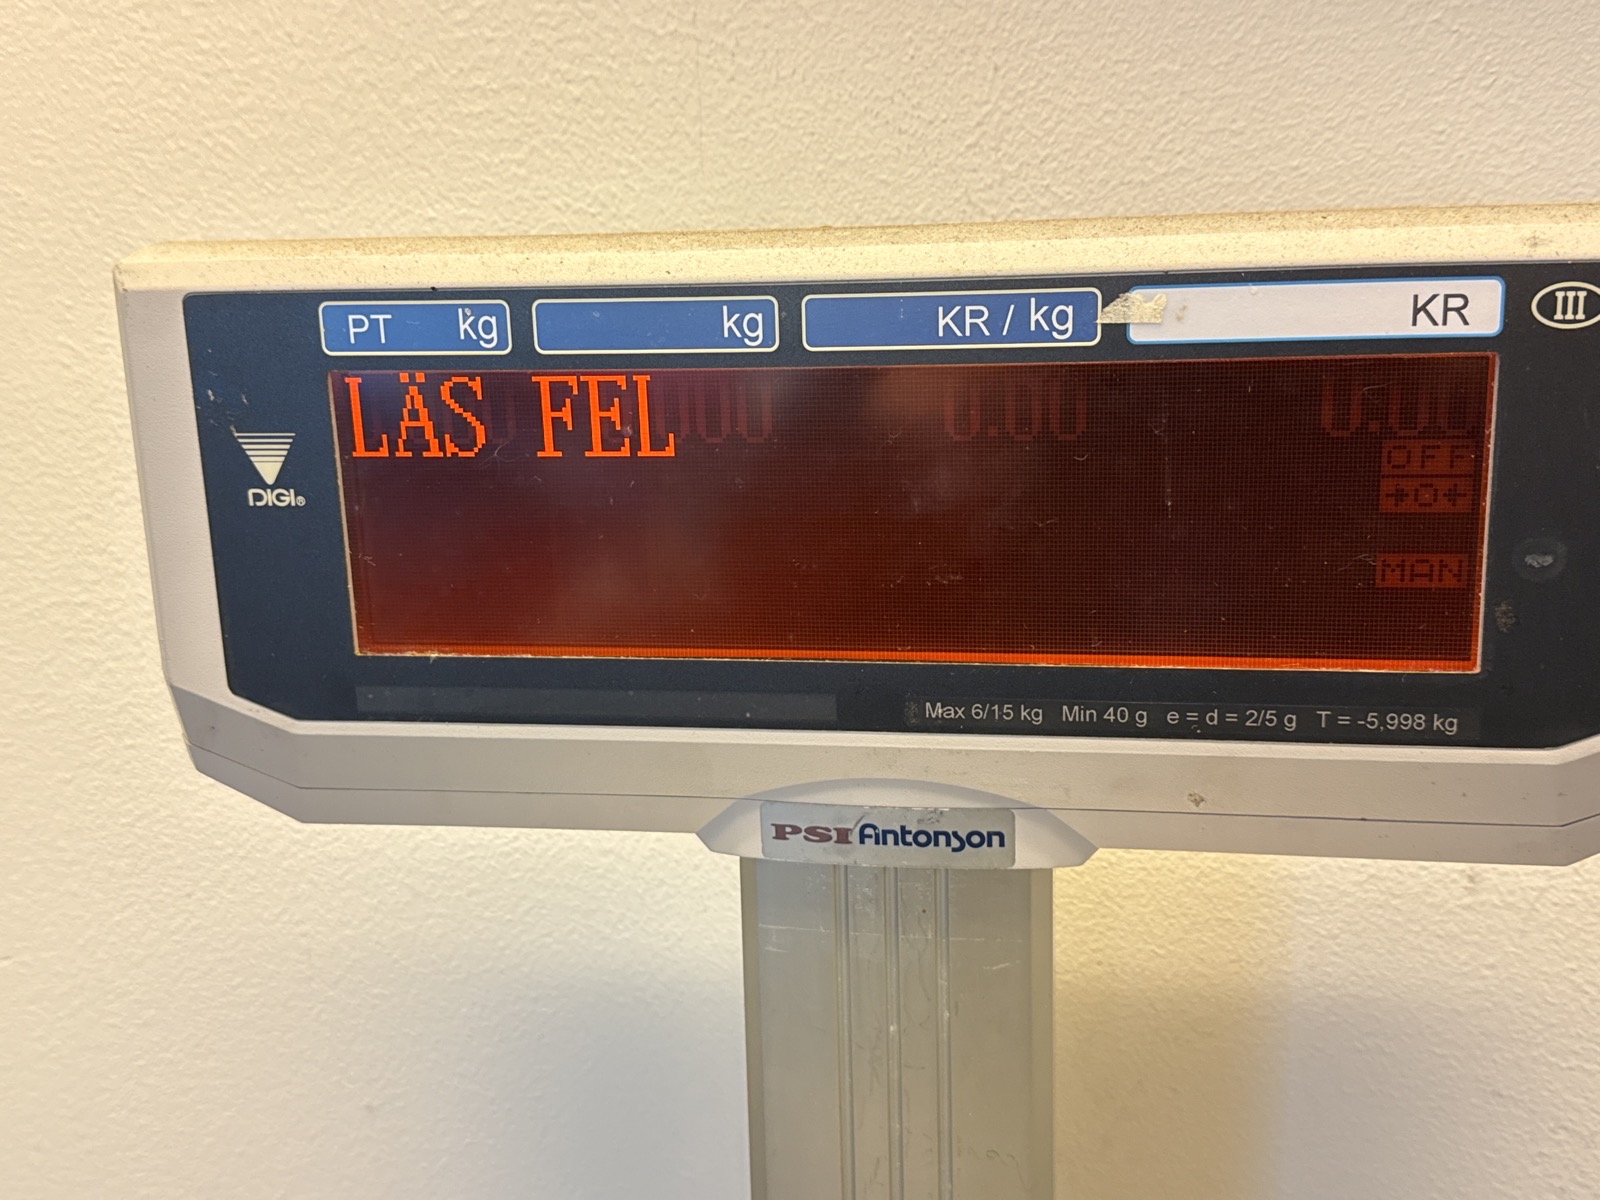 PT kg kg KR / kg KR III
LÄS FEL 000 0.00 0.00
OFF
→0←
MAN
DIGI®
Max 6/15 kg Min 40 g e = d = 2/5 g T = -5,998 kg
PSI Antonson